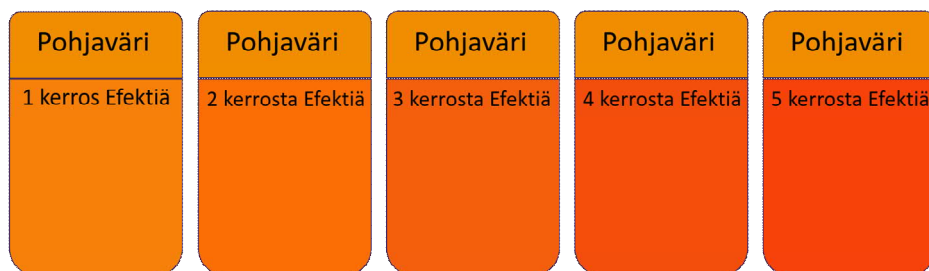 Pohjaväri
1 kerros Efektiä
Pohjaväri
2 kerrosta Efektiä
Pohjaväri
3 kerrosta Efektiä
Pohjaväri
4 kerrosta Efektiä
Pohjaväri
5 kerrosta Efektiä